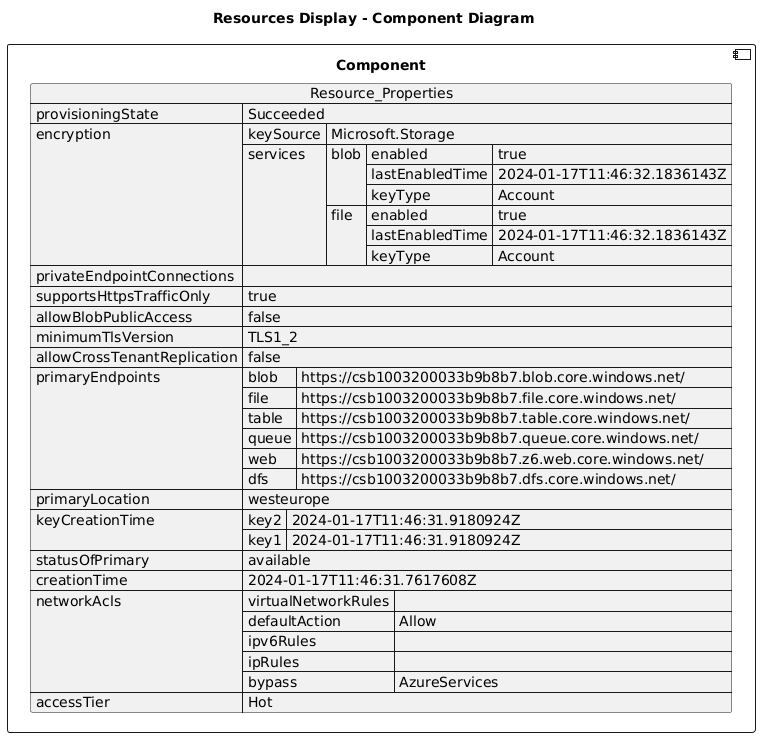 Resources Display - Component Diagram
Component
Resource_Properties
provisioningState Succeeded
encryption keySource Microsoft.Storage
services blob enabled true
lastEnabledTime 2024-01-17T11:46:32.1836143Z
keyType Account
file enabled true
lastEnabledTime 2024-01-17T11:46:32.1836143Z
keyType Account
privateEndpointConnections
supportsHttpsTrafficOnly true
allowBlobPublicAccess false
minimumTlsVersion TLS1_2
allowCrossTenantReplication false
primaryEndpoints blob https://csb1003200033b9b8b7.blob.core.windows.net/
file https://csb1003200033b9b8b7.file.core.windows.net/
table https://csb1003200033b9b8b7.table.core.windows.net/
queue https://csb1003200033b9b8b7.queue.core.windows.net/
web https://csb1003200033b9b8b7.z6.web.core.windows.net/
dfs https://csb1003200033b9b8b7.dfs.core.windows.net/
primaryLocation westeurope
keyCreationTime key2 2024-01-17T11:46:31.9180924Z
key1 2024-01-17T11:46:31.9180924Z
statusOfPrimary available
creationTime 2024-01-17T11:46:31.7617608Z
networkAcls virtualNetworkRules
defaultAction Allow
ipv6Rules
ipRules
bypass AzureServices
accessTier Hot